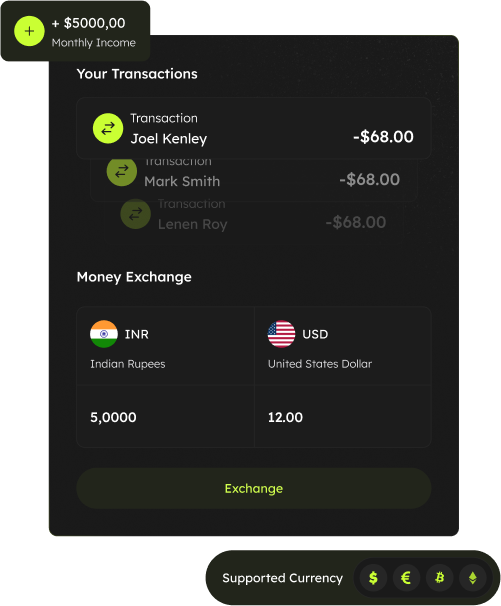 + $5000,00
Monthly Income
Your Transactions
Transaction
Joel Kenley
-$68.00
Transaction
Mark Smith
-$68.00
Transaction
Lenen Roy
-$68.00
Money Exchange
INR
USD
Indian Rupees
United States Dollar
5,0000
12.00
Exchange
Supported Currency
$ €